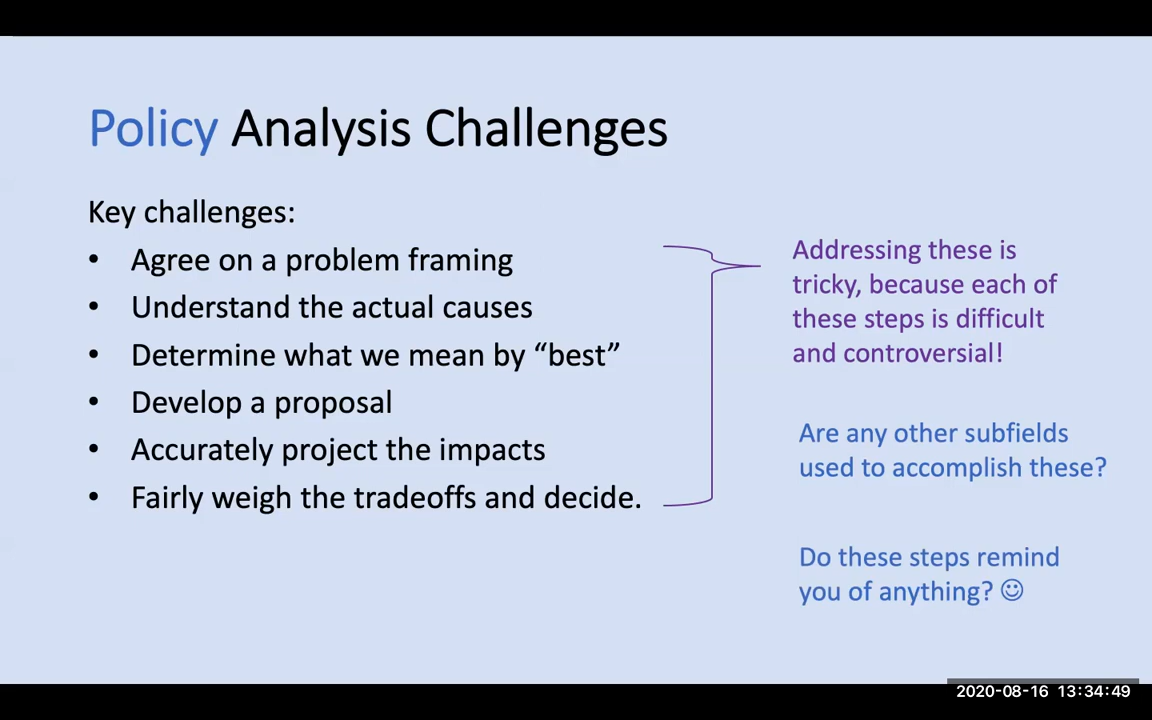 Policy Analysis Challenges
Key challenges:
• Agree on a problem framing
• Understand the actual causes
• Determine what we mean by “best”
• Develop a proposal
• Accurately project the impacts
• Fairly weigh the tradeoffs and decide.
Addressing these is
tricky, because each of
these steps is difficult
and controversial!
Are any other subfields
used to accomplish these?
Do these steps remind
you of anything? ☺
2020-08-16 13:34:49